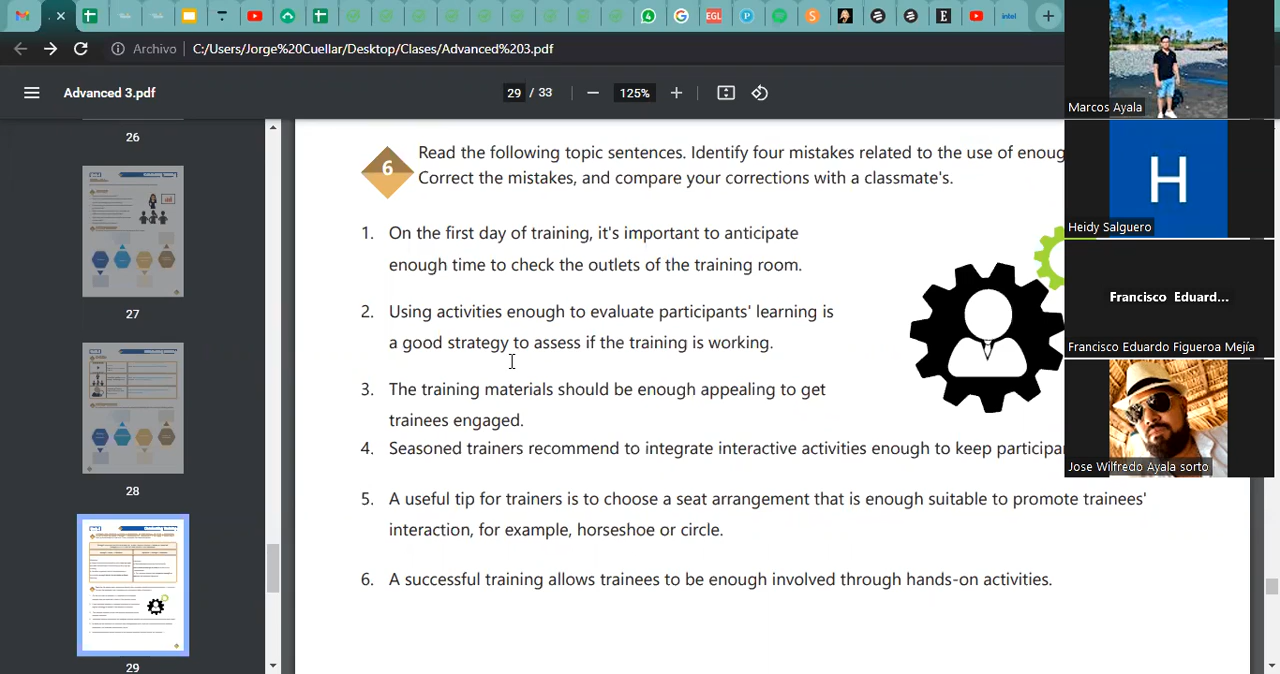 EGL
P
S
E
intel
Archivo
C:/Users/Jorge%20Cuellar/Desktop/Clases/Advanced%203.pdf
Advanced 3.pdf
29 / 33
125%
26
27
28
29
6
Read the following topic sentences. Identify four mistakes related to the use of enoug
Correct the mistakes, and compare your corrections with a classmate's.
1. On the first day of training, it's important to anticipate
enough time to check the outlets of the training room.
2. Using activities enough to evaluate participants' learning is
a good strategy to assess if the training is working.
3. The training materials should be enough appealing to get
trainees engaged.
4. Seasoned trainers recommend to integrate interactive activities enough to keep participa
5. A useful tip for trainers is to choose a seat arrangement that is enough suitable to promote trainees'
interaction, for example, horseshoe or circle.
6. A successful training allows trainees to be enough involved through hands-on activities.
Marcos Ayala
H
Heidy Salguero
Francisco Eduard...
Francisco Eduardo Figueroa Mejía
Jose Wilfredo Ayala sorto